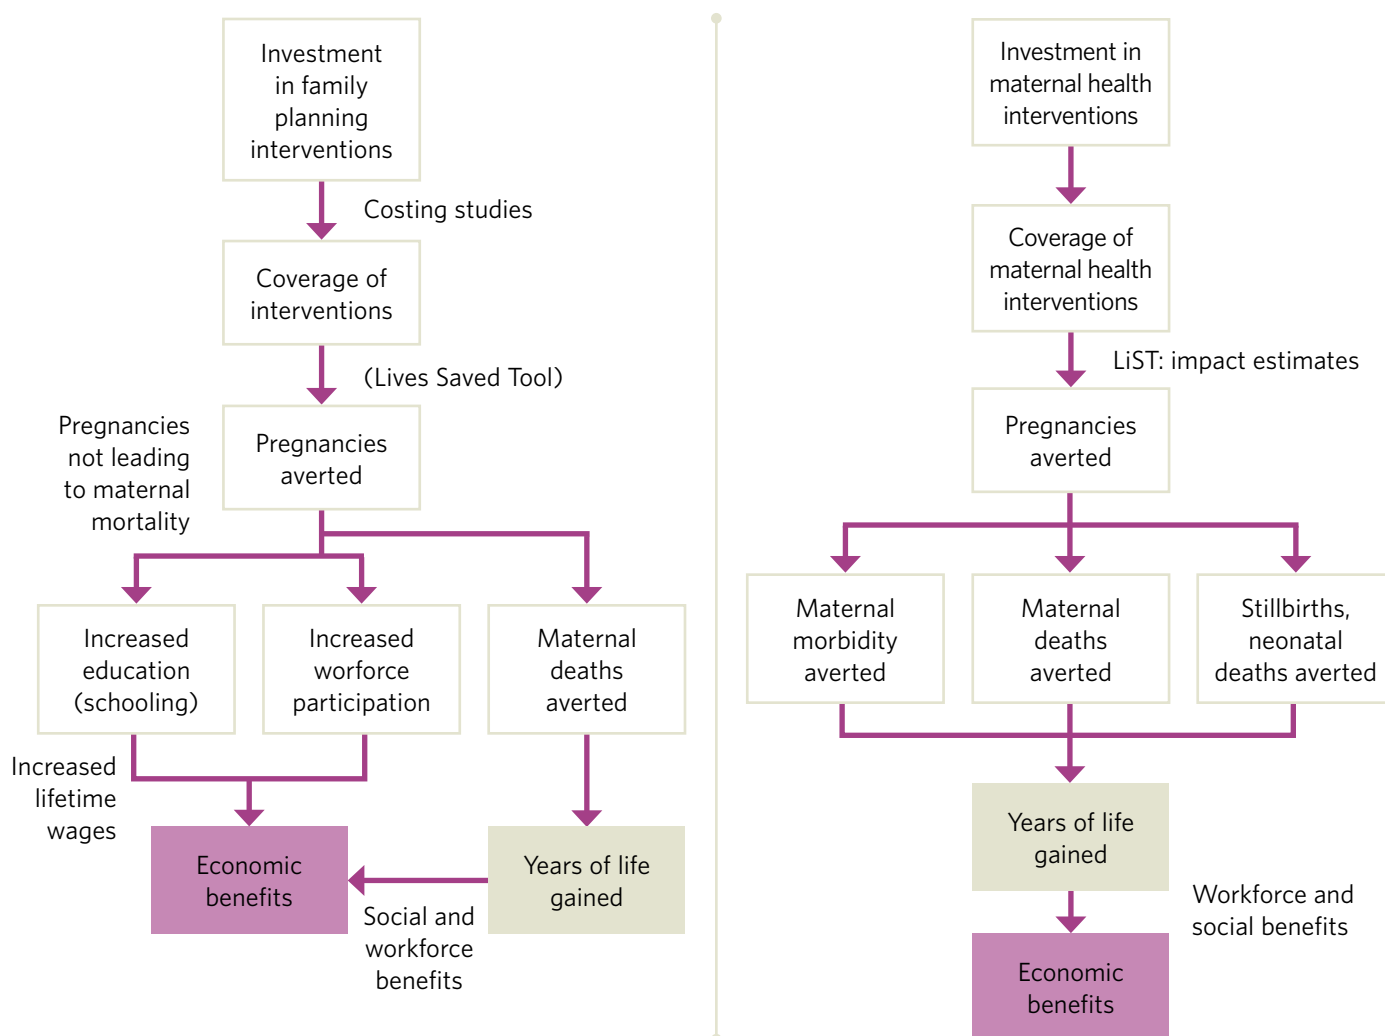 Investment
in family
planning
interventions
Costing studies
Coverage of
interventions
(Lives Saved Tool)
Pregnancies
not leading
to maternal
mortality
Pregnancies
averted
Increased
education
(schooling)
Increased
worforce
participation
Maternal
deaths
averted
Increased
lifetime
wages
Economic
benefits
Years of life
gained
Social and
workforce
benefits
Investment in
maternal health
interventions
Coverage of
maternal health
interventions
LiST: impact estimates
Pregnancies
averted
Maternal
morbidity
averted
Maternal
deaths
averted
Stillbirths,
neonatal
deaths averted
Years of life
gained
Workforce and
social benefits
Economic
benefits